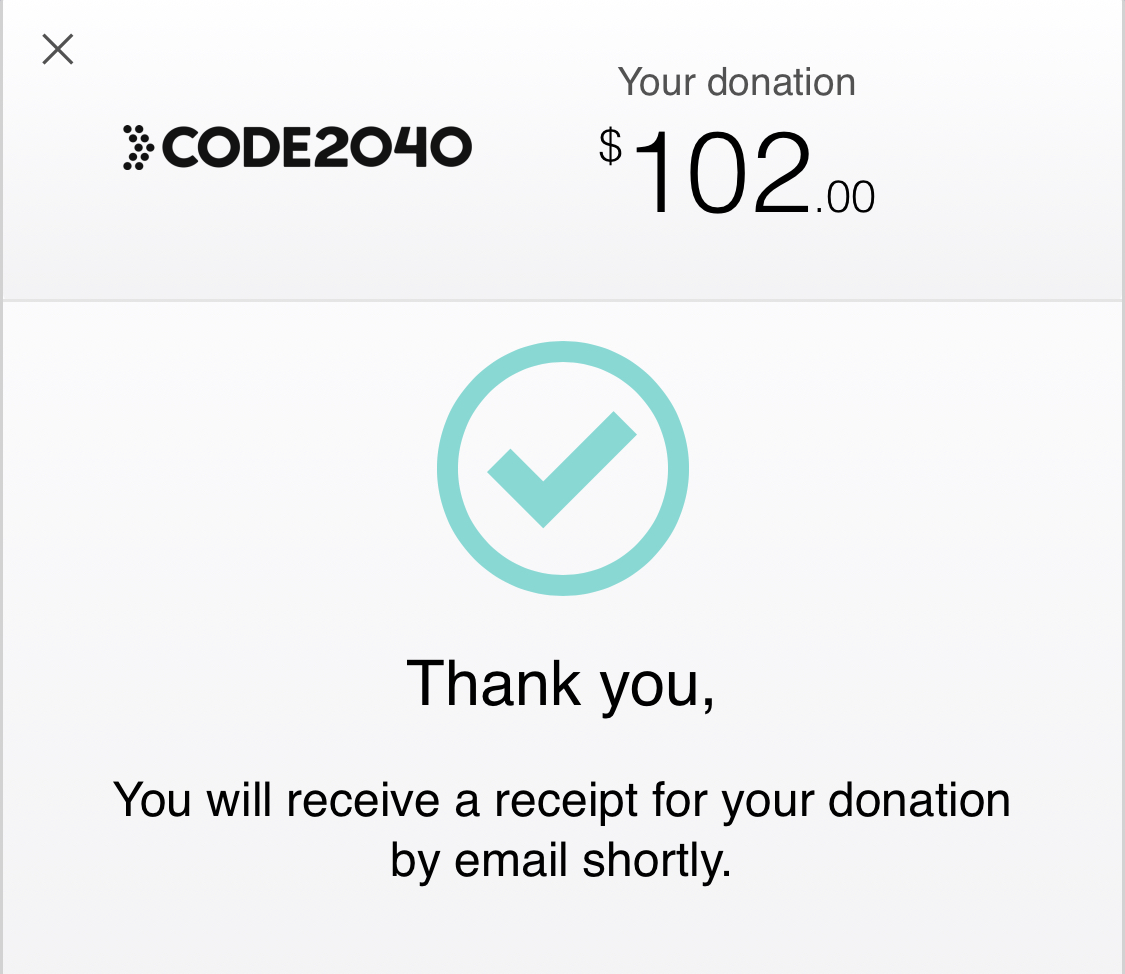 CODE2040
Your donation
$102.00
Thank you,
You will receive a receipt for your donation
by email shortly.